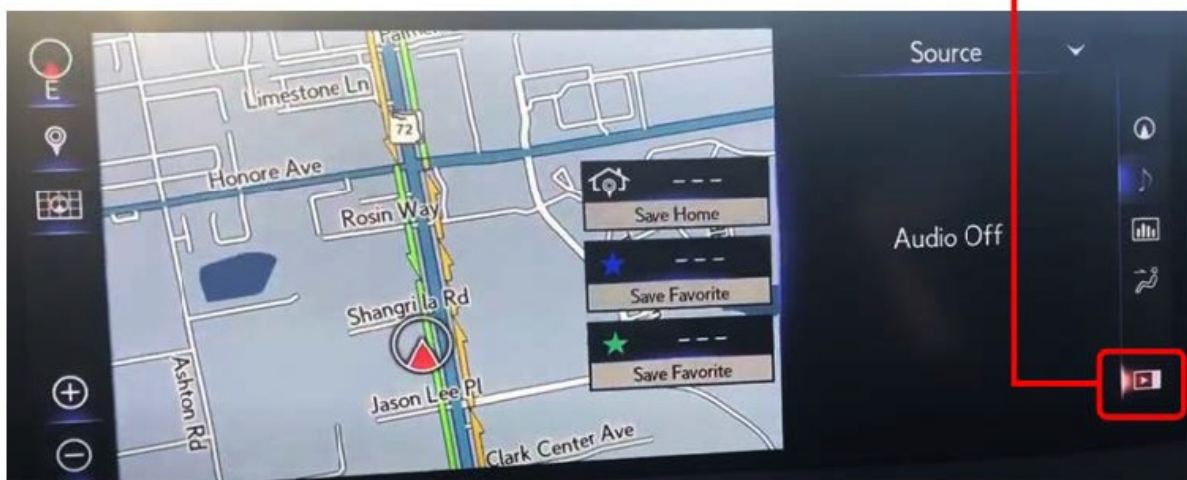 E
Palmer
Limestone Ln
72
Honore Ave
Rosin Way
Shangri la Rd
Ashton Rd
Jason Lee Pl
Clark Center Ave
- - -
Save Home
- - -
Save Favorite
- - -
Save Favorite
Source
Audio Off